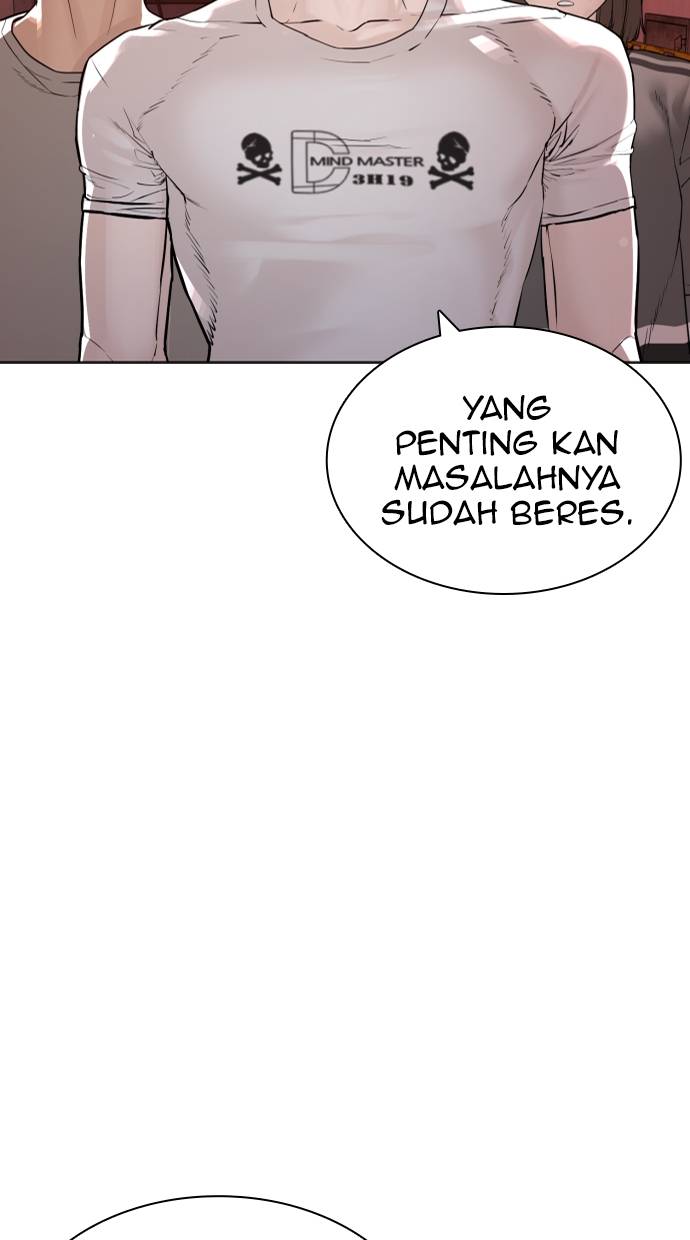 MIND MASTER
3H19
YANG
PENTING KAN
MASALAHNYA
SUDAH BERES.